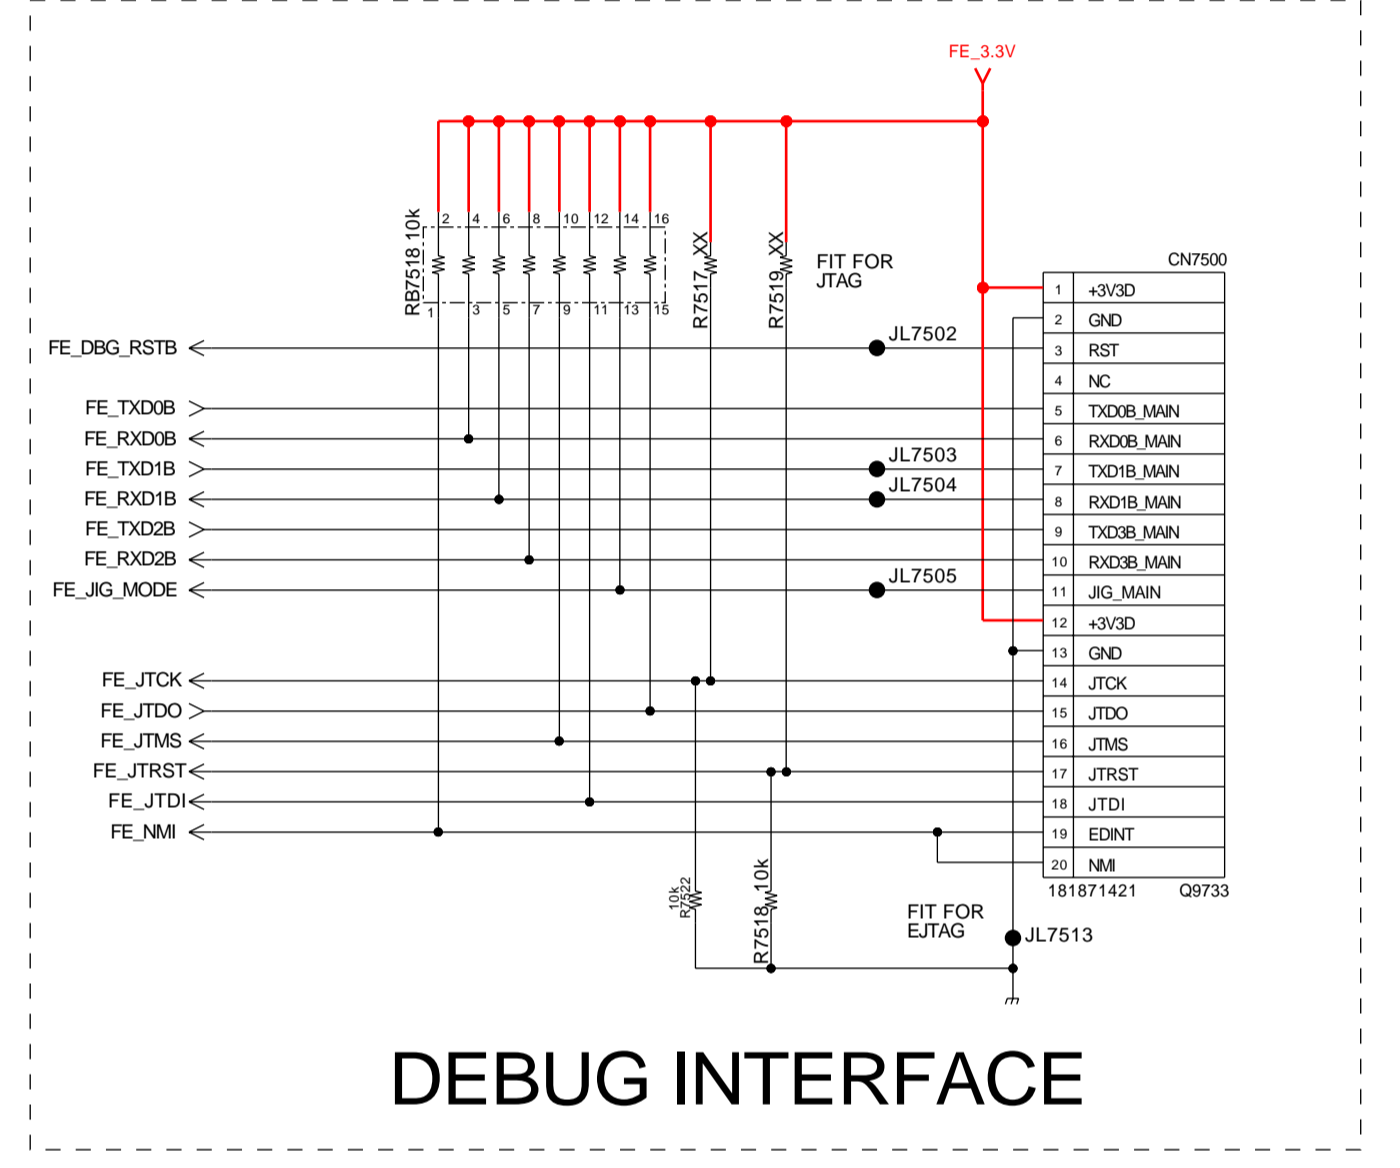 FE_3.3V
2 4 6 8 10 12 14 16
RB7518 10k
R7517 XX
R7519 XX
FIT FOR
JTAG
1 3 5 7 9 11 13 15
CN7500
1 +3V3D
2 GND
FE_DBG_RSTB JL7502 3 RST
4 NC
FE_TXD0B 5 TXD0B_MAIN
FE_RXD0B 6 RXD0B_MAIN
FE_TXD1B JL7503 7 TXD1B_MAIN
FE_RXD1B JL7504 8 RXD1B_MAIN
FE_TXD2B 9 TXD3B_MAIN
FE_RXD2B 10 RXD3B_MAIN
FE_JIG_MODE JL7505 11 JIG_MAIN
12 +3V3D
13 GND
FE_JTCK 14 JTCK
FE_JTDO 15 JTDO
FE_JTMS 16 JTMS
FE_JTRST 17 JTRST
FE_JTDI 18 JTDI
FE_NMI 19 EDINT
20 NMI
181871421 Q9733
10k
R7522
R7518 10k
FIT FOR
EJTAG
JL7513
DEBUG INTERFACE